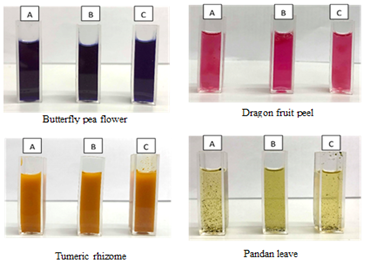 A B C
A B C
Butterfly pea flower
Dragon fruit peel
A B C
A B C
Tumeric rhizome
Pandan leave